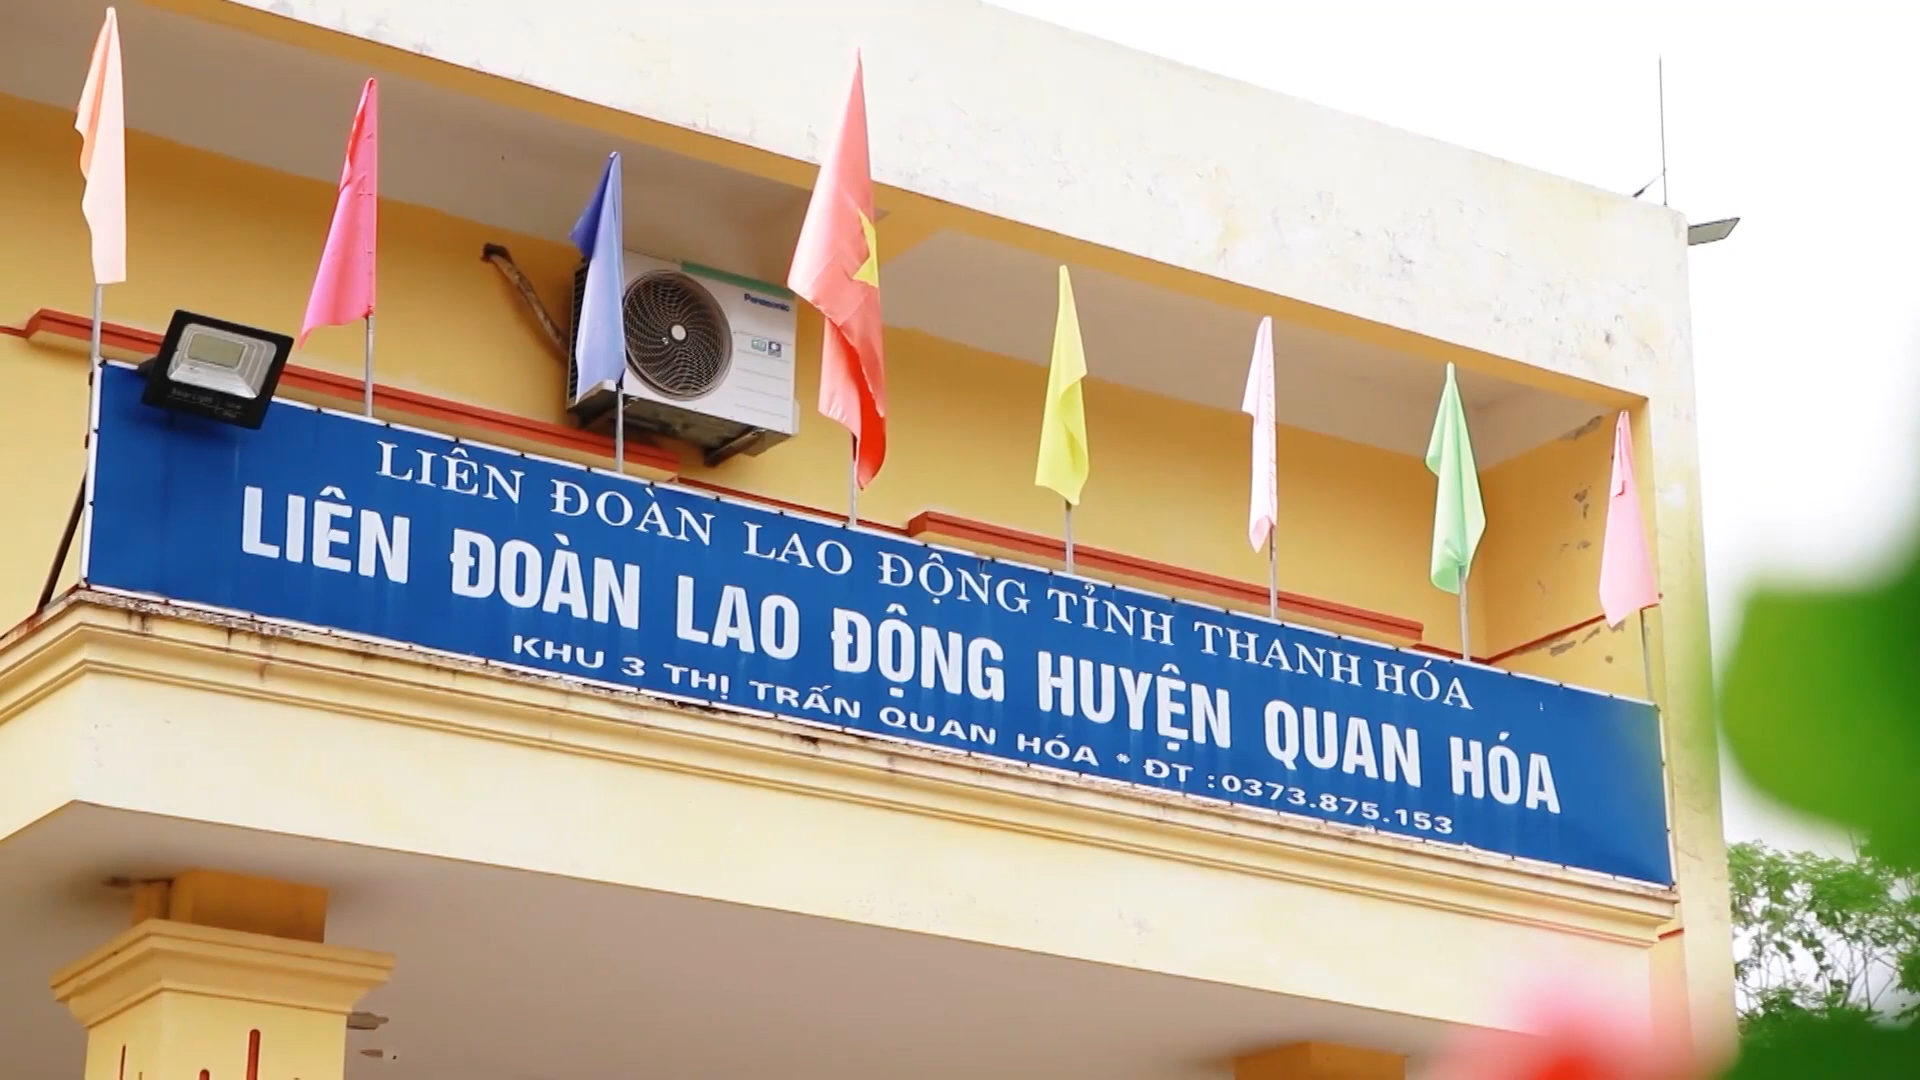 Panasonic
LIÊN ĐOÀN LAO ĐỘNG TỈNH THANH HÓA
LIÊN ĐOÀN LAO ĐỘNG HUYỆN QUAN HÓA
KHU 3 THỊ TRẤN QUAN HÓA * ĐT :0373.875.153